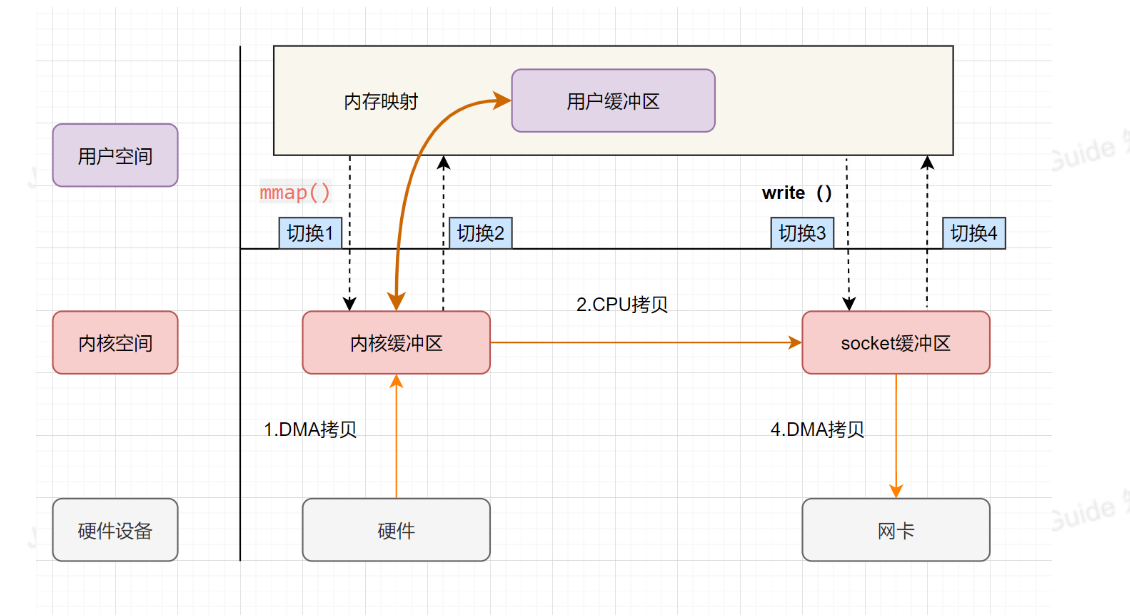 内存映射
用户缓冲区
用户空间
mmap()
write（）
切换1
切换2
切换3
切换4
2.CPU拷贝
内核空间
内核缓冲区
socket缓冲区
1.DMA拷贝
4.DMA拷贝
硬件设备
硬件
网卡
Guide
Guide